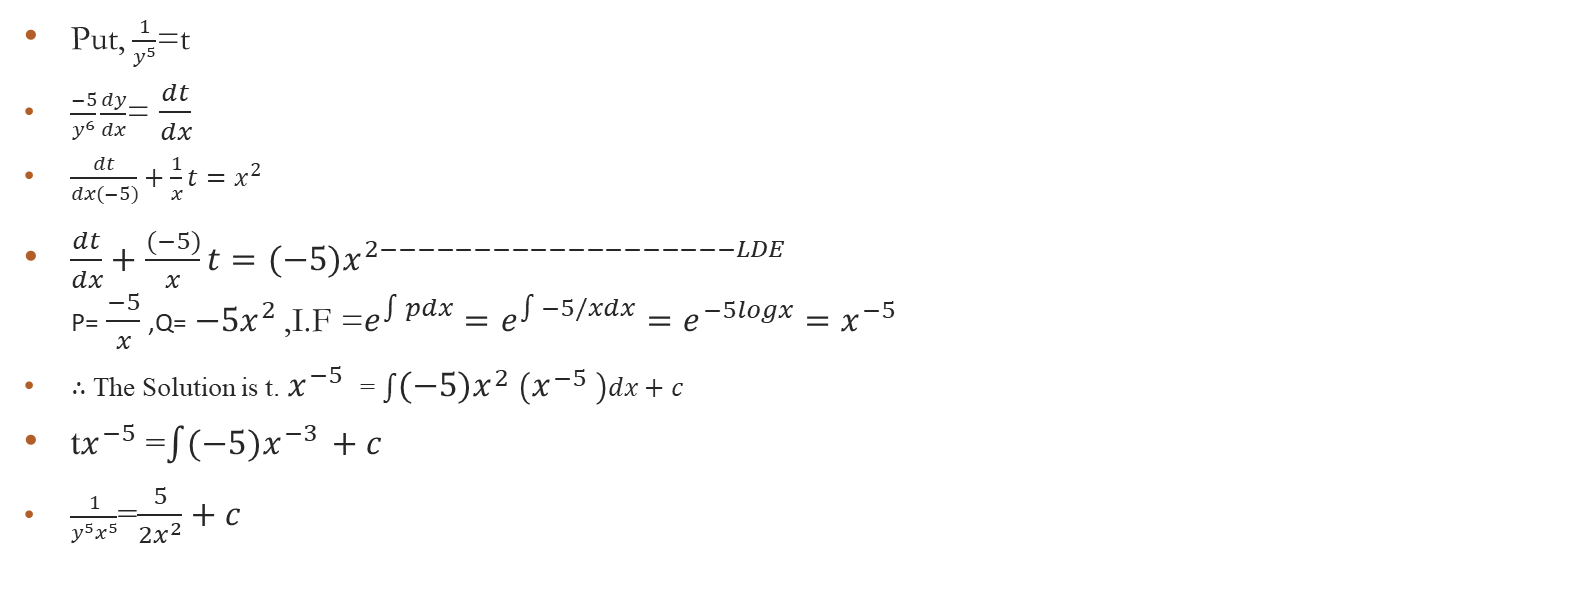 • Put, 1/y⁵=t
• −5/y⁶ dy/dx= dt/dx
• dt/dx(−5) + 1/x t = x²
• dt/dx + (−5)/x t = (−5)x²−−−−−−−−−−−−−−−−−−−LDE
P= −5/x ,Q= −5x² ,I.F =e^∫ pdx = e^∫ −5/xdx = e^−5logx = x^−5
• ∴ The Solution is t. x^−5 = ∫(−5)x² (x^−5 )dx + c
• tx^−5 =∫(−5)x^−3 + c
• 1/y⁵x⁵=5/2x² + c